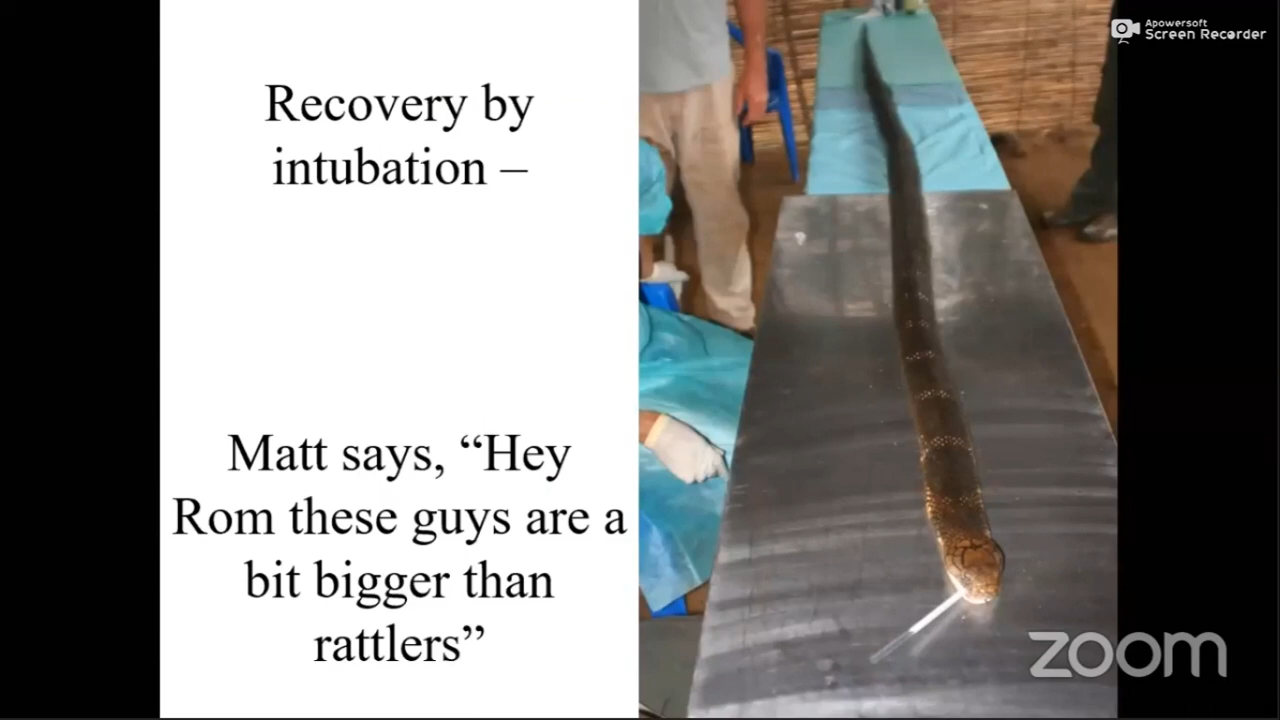 Recovery by
intubation –
Matt says, “Hey
Rom these guys are a
bit bigger than
rattlers”
Apowersoft
Screen Recorder
zoom